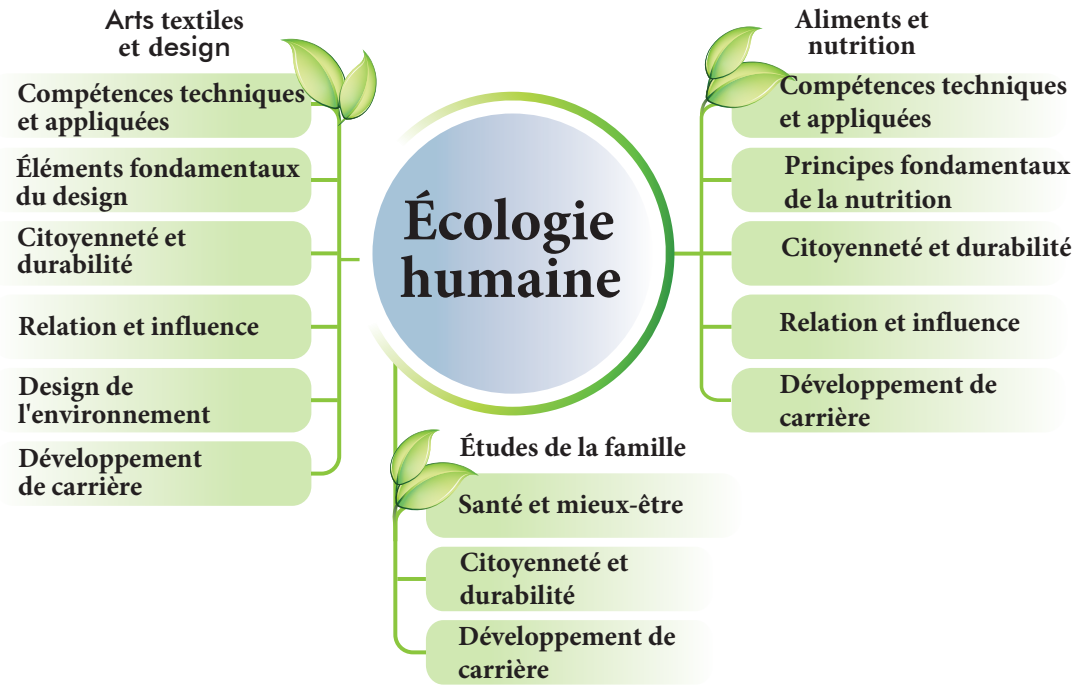 Arts textiles
et design
Compétences techniques
et appliquées
Éléments fondamentaux
du design
Citoyenneté et
durabilité
Relation et influence
Design de
l'environnement
Développement
de carrière
Écologie
humaine
Aliments et
nutrition
Compétences techniques
et appliquées
Principes fondamentaux
de la nutrition
Citoyenneté et durabilité
Relation et influence
Développement de
carrière
Études de la famille
Santé et mieux-être
Citoyenneté et
durabilité
Développement de
carrière